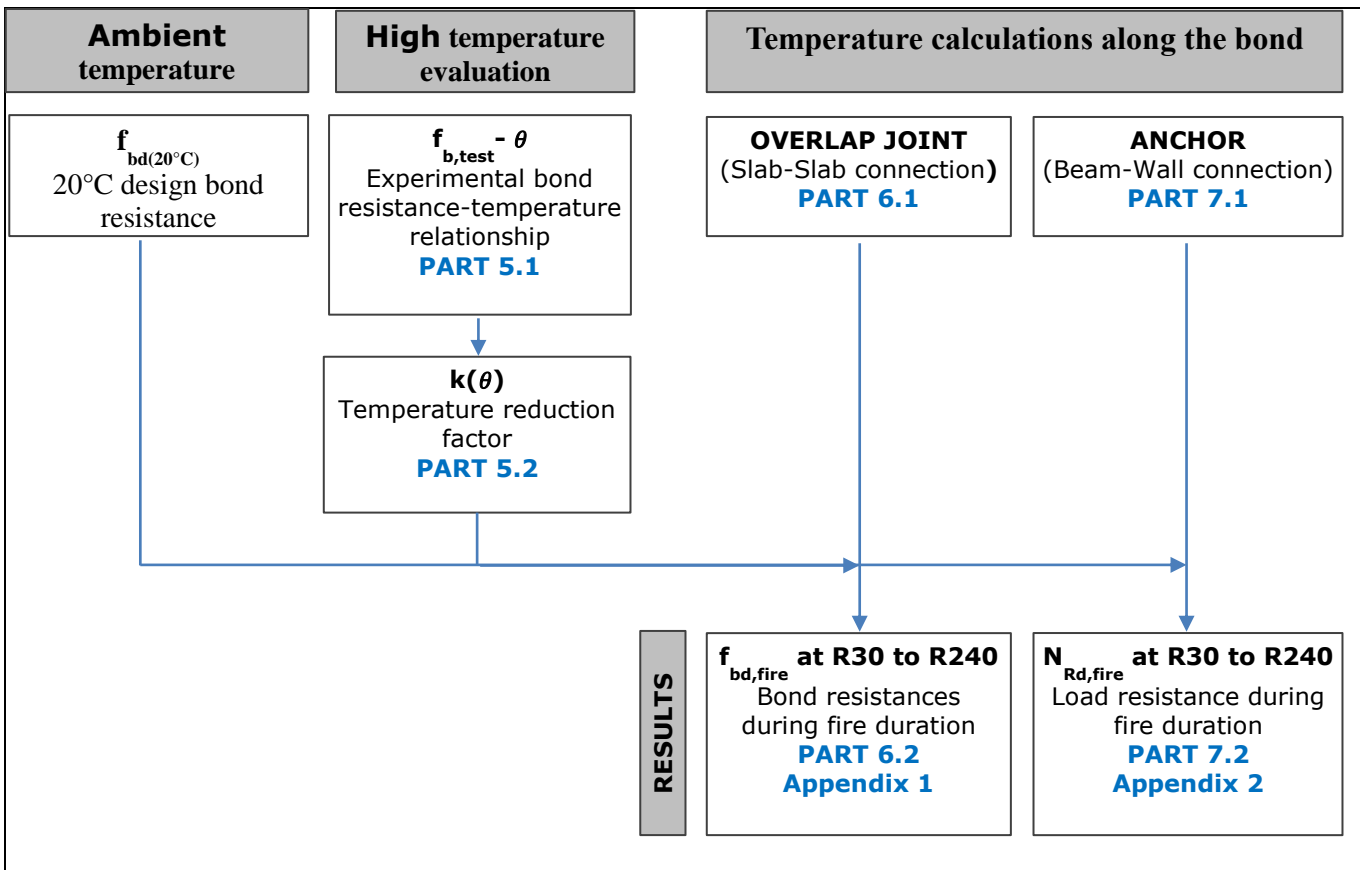 Ambient
temperature
High temperature
evaluation
Temperature calculations along the bond
f bd(20°C)
20°C design bond
resistance
f b,test - θ
Experimental bond
resistance-temperature
relationship
PART 5.1
OVERLAP JOINT
(Slab-Slab connection)
PART 6.1
ANCHOR
(Beam-Wall connection)
PART 7.1
k(θ)
Temperature reduction
factor
PART 5.2
RESULTS
f bd,fire at R30 to R240
Bond resistances
during fire duration
PART 6.2
Appendix 1
N Rd,fire at R30 to R240
Load resistance during
fire duration
PART 7.2
Appendix 2